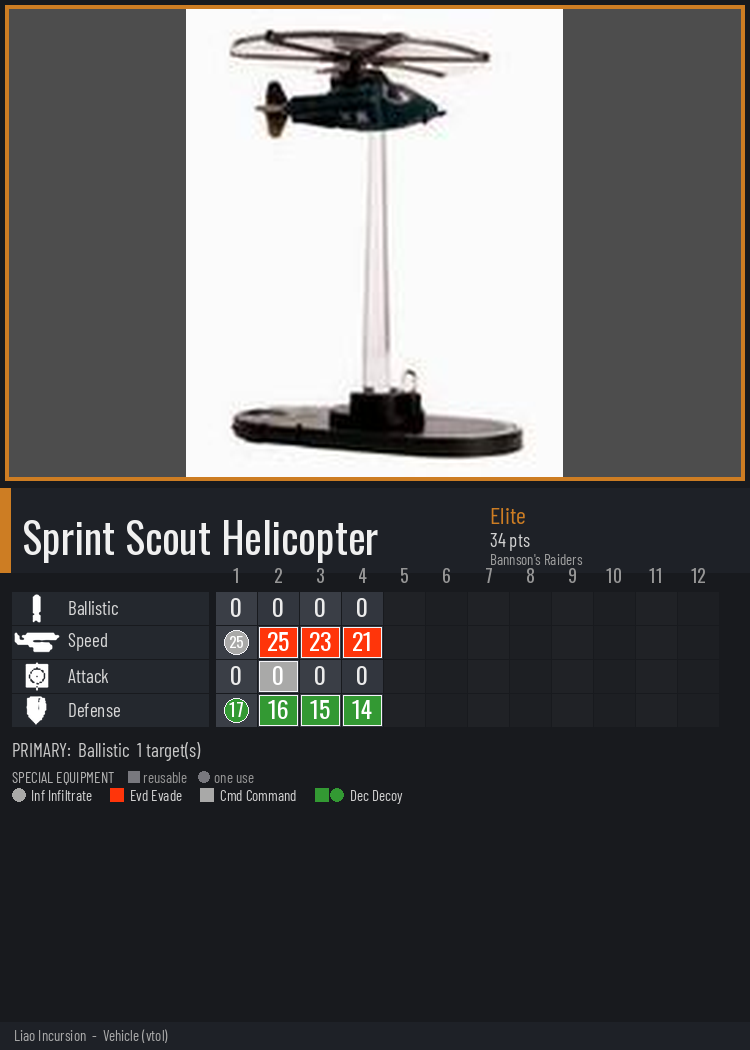 Sprint Scout Helicopter
Elite
34 pts
Bannson's Raiders
1 2 3 4 5 6 7 8 9 10 11 12
Ballistic 0 0 0 0
Speed 25 25 23 21
Attack 0 0 0 0
Defense 17 16 15 14
PRIMARY: Ballistic 1 target(s)
SPECIAL EQUIPMENT reusable one use
Inf Infiltrate Evd Evade Cmd Command Dec Decoy
Liao Incursion - Vehicle (vtol)